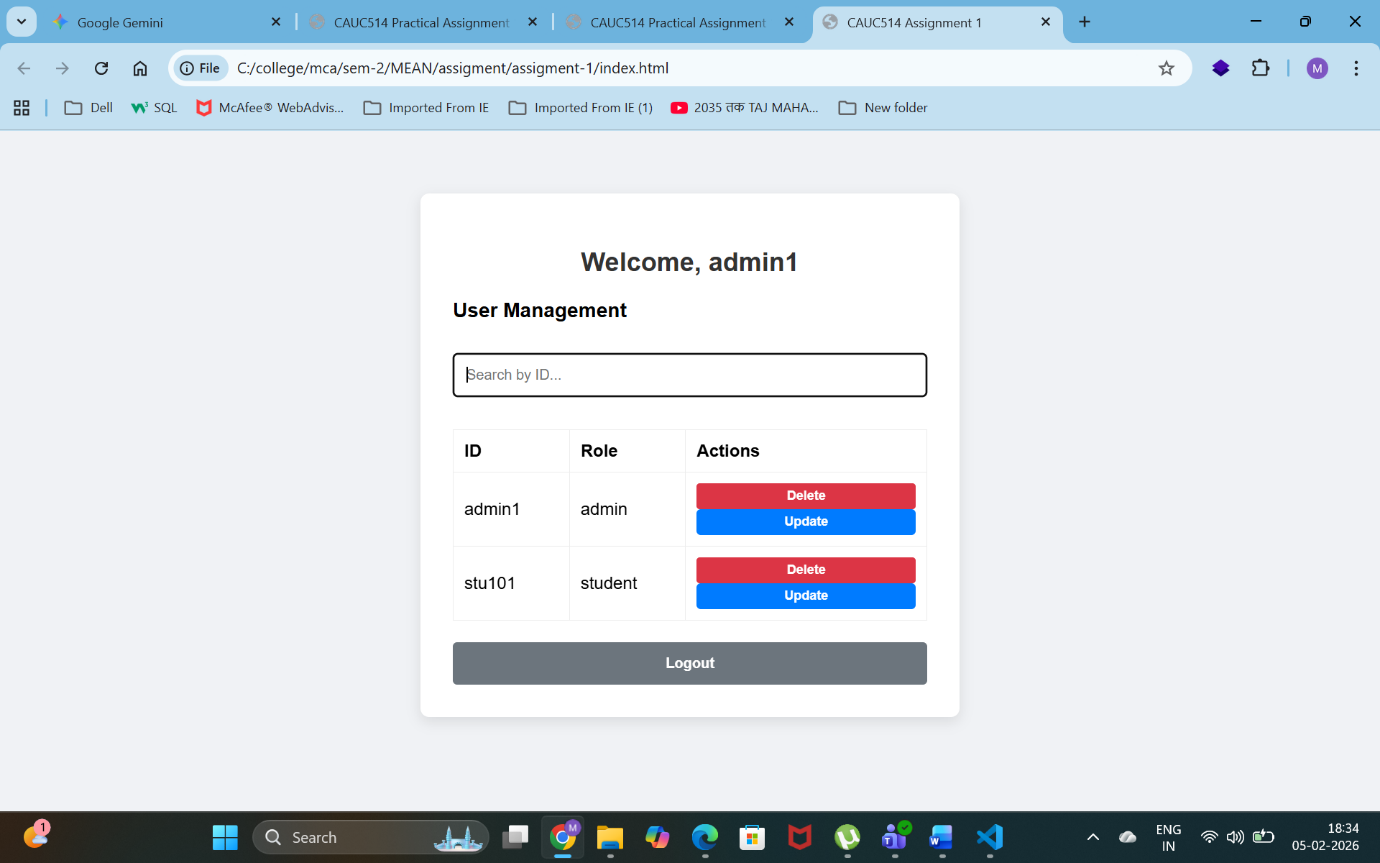 Google Gemini
CAUC514 Practical Assignment
CAUC514 Practical Assignment
CAUC514 Assignment 1
File
C:/college/mca/sem-2/MEAN/assigment/assigment-1/index.html
M
Dell
SQL
McAfee® WebAdvis...
Imported From IE
Imported From IE (1)
2035 तक TAJ MAHA...
New folder
Welcome, admin1
User Management
Search by ID...
ID Role Actions
admin1 admin Delete
Update
stu101 student Delete
Update
Logout
1
Search
M
ENG
IN
18:34
05-02-2026